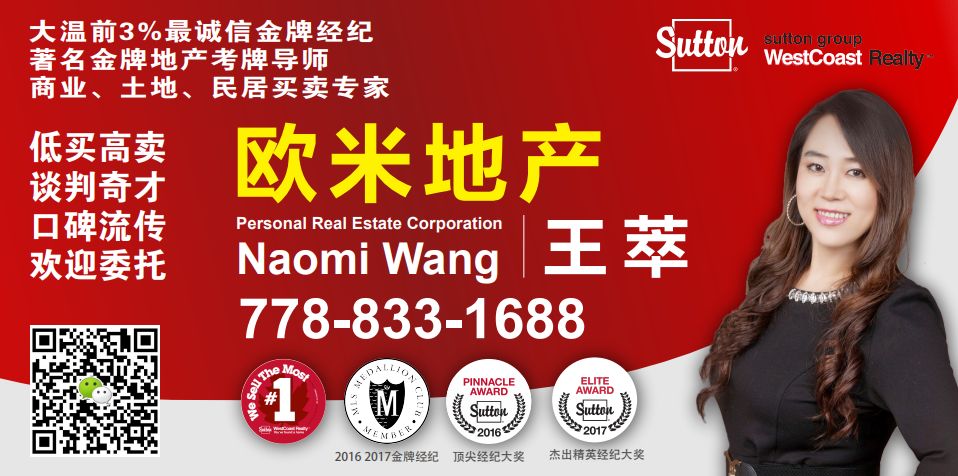 大温前3%最诚信金牌经纪
著名金牌地产考牌导师
商业、土地、民居买卖专家
Sutton
sutton group
WestCoast Realty
低买高卖
谈判奇才
口碑流传
欢迎委托
欧米地产
Personal Real Estate Corporation
Naomi Wang
王萃
778-833-1688
We Sell The Most
#1
Sutton WestCoast Realty
MLS MEDALLION CLUB
M
MEMBER
2016 2017金牌经纪
PINNACLE
AWARD
Sutton
2016
顶尖经纪大奖
ELITE
AWARD
Sutton
2017
杰出精英经纪大奖